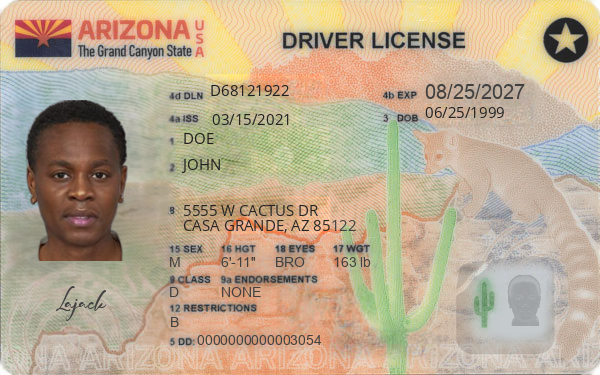 ARIZONA USA
The Grand Canyon State
DRIVER LICENSE
4d DLN D68121922
4b EXP 08/25/2027
4a ISS 03/15/2021
3 DOB 06/25/1999
1 DOE
2 JOHN
8 5555 W CACTUS DR
CASA GRANDE, AZ 85122
15 SEX 16 HGT 18 EYES 17 WGT
M 6'-11" BRO 163 lb
9 CLASS 9a ENDORSEMENTS
D NONE
12 RESTRICTIONS
B
5 DD: 0000000000003054
Lajack
ARIZONA ARIZONA ARIZONA ARIZONA